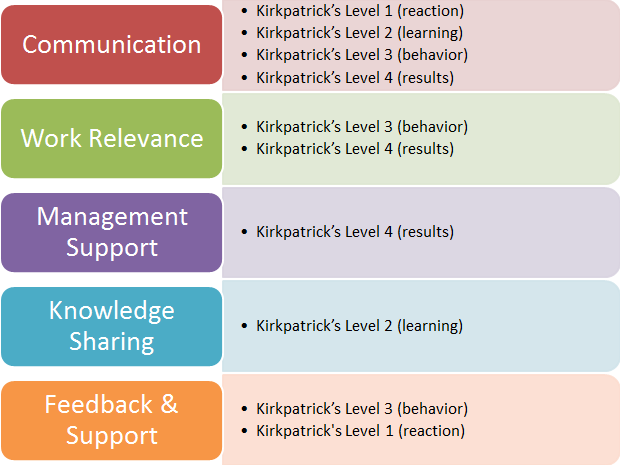 Communication
• Kirkpatrick’s Level 1 (reaction)
• Kirkpatrick’s Level 2 (learning)
• Kirkpatrick’s Level 3 (behavior)
• Kirkpatrick’s Level 4 (results)
Work Relevance
• Kirkpatrick’s Level 3 (behavior)
• Kirkpatrick’s Level 4 (results)
Management
Support
• Kirkpatrick’s Level 4 (results)
Knowledge
Sharing
• Kirkpatrick’s Level 2 (learning)
Feedback &
Support
• Kirkpatrick’s Level 3 (behavior)
• Kirkpatrick's Level 1 (reaction)